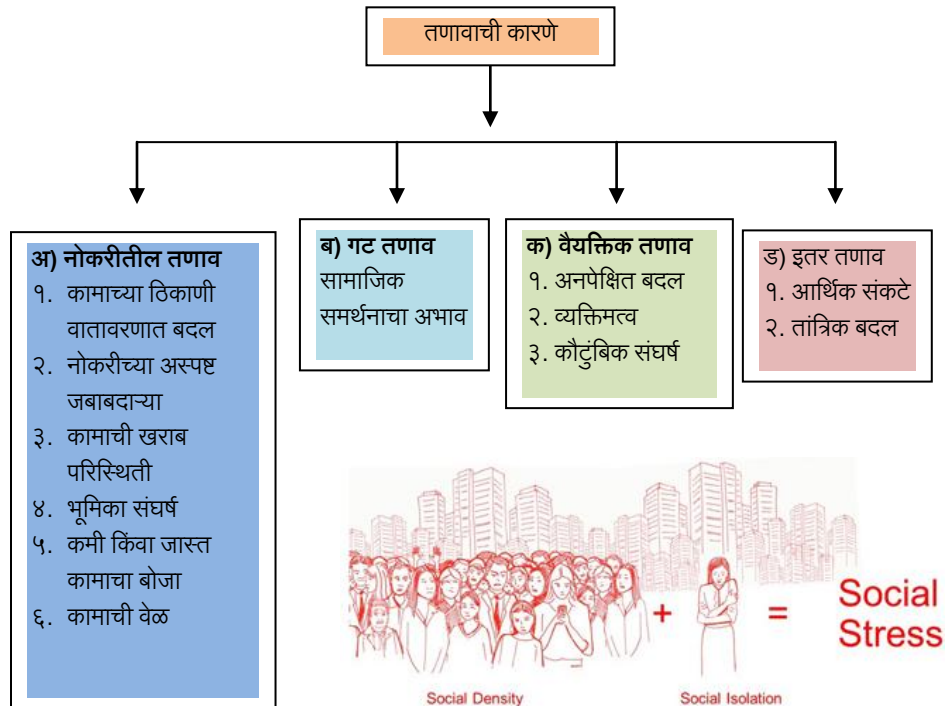 तणावाची कारणे
अ) नोकरीतील तणाव
१. कामाच्या ठिकाणी
वातावरणात बदल
२. नोकरीच्या अस्पष्ट
जबाबदाऱ्या
३. कामाची खराब
परिस्थिती
४. भूमिका संघर्ष
५. कमी किंवा जास्त
कामाचा बोजा
६. कामाची वेळ
ब) गट तणाव
सामाजिक
समर्थनाचा अभाव
क) वैयक्तिक तणाव
१. अनपेक्षित बदल
२. व्यक्तिमत्व
३. कौटुंबिक संघर्ष
ड) इतर तणाव
१. आर्थिक संकटे
२. तांत्रिक बदल
+
=
Social
Stress
Social Density
Social Isolation